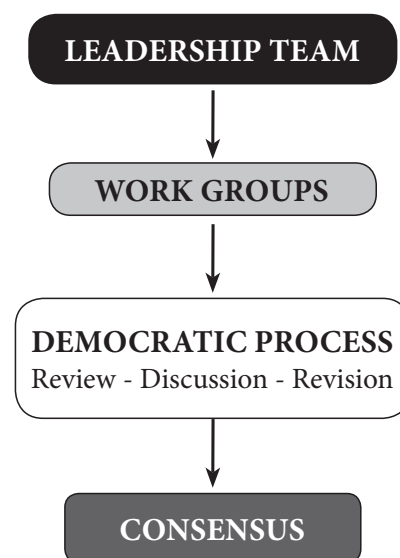 LEADERSHIP TEAM
WORK GROUPS
DEMOCRATIC PROCESS
Review - Discussion - Revision
CONSENSUS